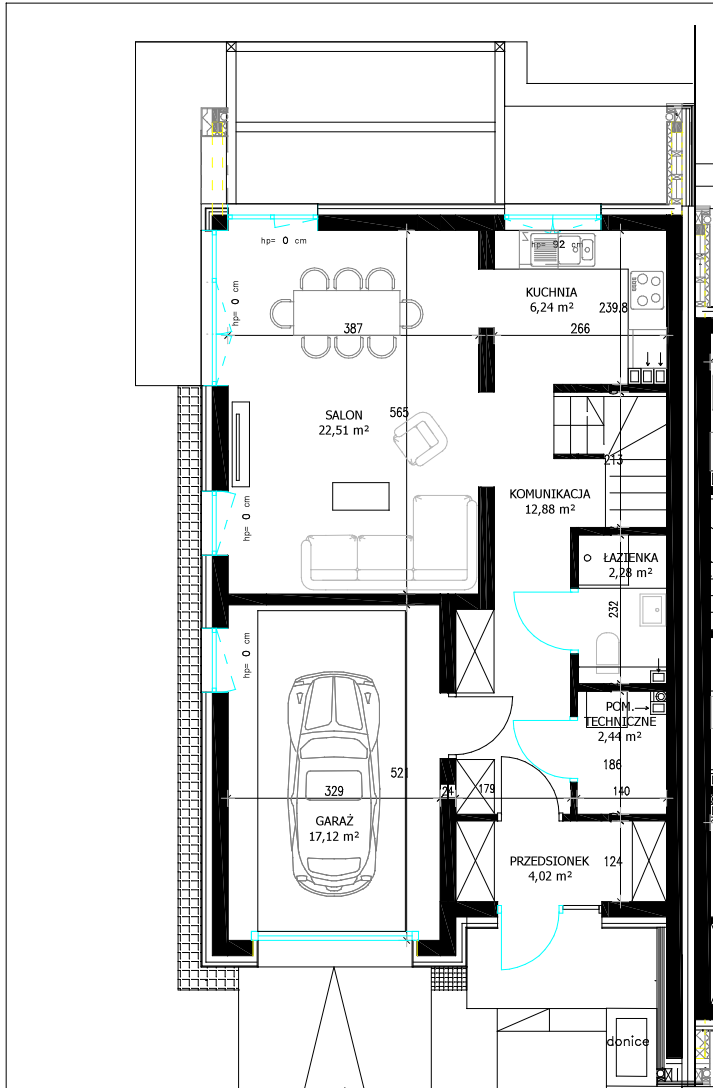 hp= 0 cm
hp= 92 cm
hp= 0 cm
KUCHNIA
6,24 m²
239.8
387
266
SALON
22,51 m²
565
213
KOMUNIKACJA
12,88 m²
hp= 0 cm
ŁAZIENKA
2,28 m²
232
hp= 0 cm
POM.
TECHNICZNE
2,44 m²
186
521
329
24
179
140
GARAŻ
17,12 m²
PRZEDSIONEK
4,02 m²
124
donice